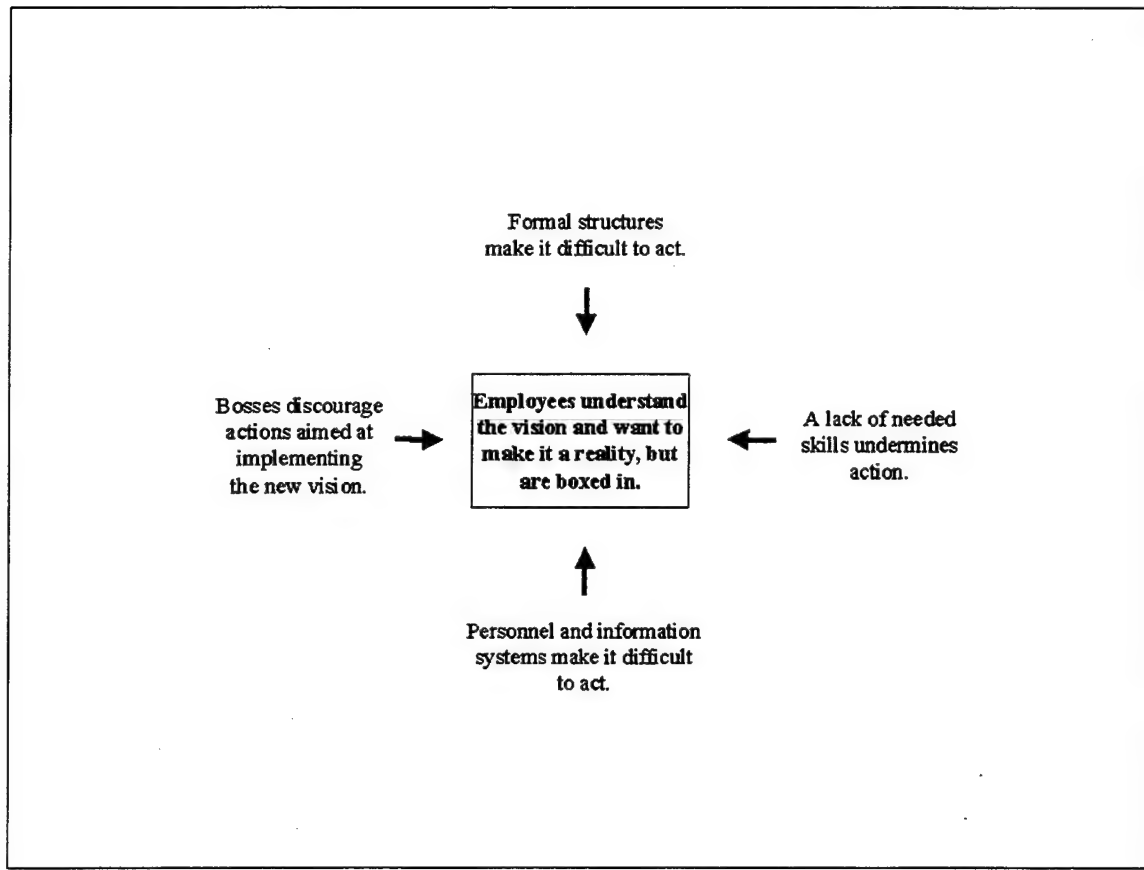 Formal structures
make it difficult to act.
Bosses discourage
actions aimed at
implementing
the new vision.
Employees understand
the vision and want to
make it a reality, but
are boxed in.
A lack of needed
skills undermines
action.
Personnel and information
systems make it difficult
to act.